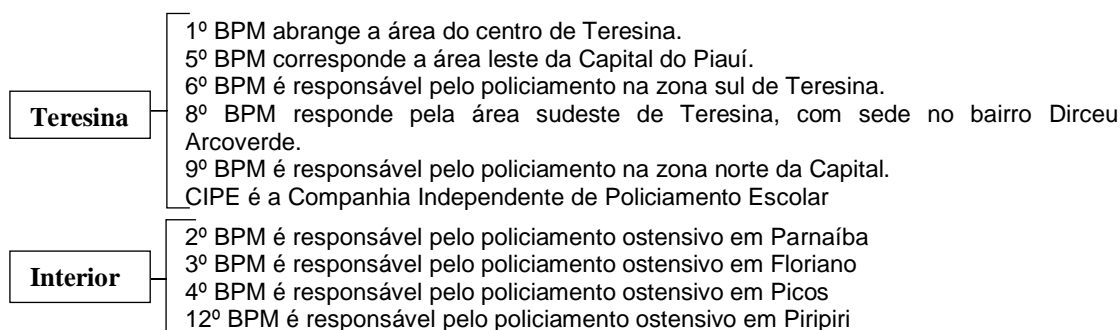 1º BPM abrange a área do centro de Teresina.
5º BPM corresponde a área leste da Capital do Piauí.
6º BPM é responsável pelo policiamento na zona sul de Teresina.
Teresina
8º BPM responde pela área sudeste de Teresina, com sede no bairro Dirceu
Arcoverde.
9º BPM é responsável pelo policiamento na zona norte da Capital.
CIPE é a Companhia Independente de Policiamento Escolar
2º BPM é responsável pelo policiamento ostensivo em Parnaíba
3º BPM é responsável pelo policiamento ostensivo em Floriano
Interior
4º BPM é responsável pelo policiamento ostensivo em Picos
12º BPM é responsável pelo policiamento ostensivo em Piripiri